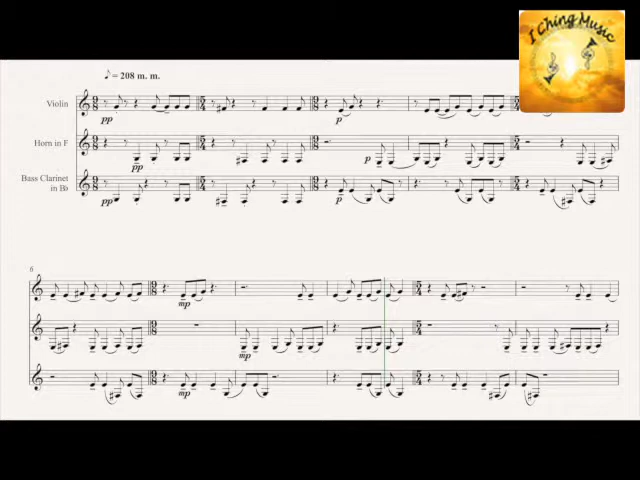 I Ching Music
♪ = 208 m. m.
Violin
Horn in F
Bass Clarinet
in B♭
pp
pp
pp
p
p
p
6
mp
mp
mp